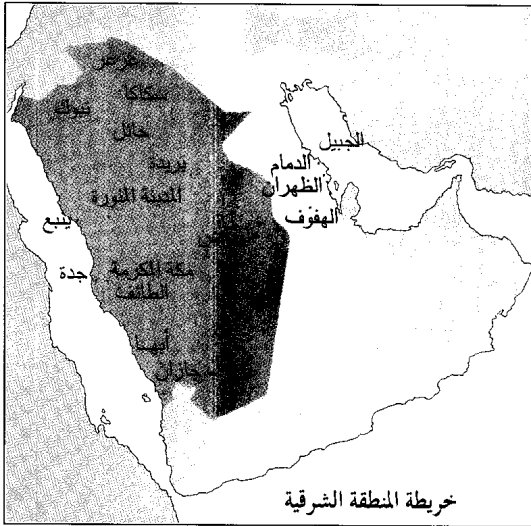 عرعر
سكاكا
تبوك
حائل
الجبيل
الدمام
بريدة
الظهران
المدينة المنورة
الهفوف
ينبع
مكة المكرمة
جدة
الطائف
أبها
جازان
خريطة المنطقة الشرقية